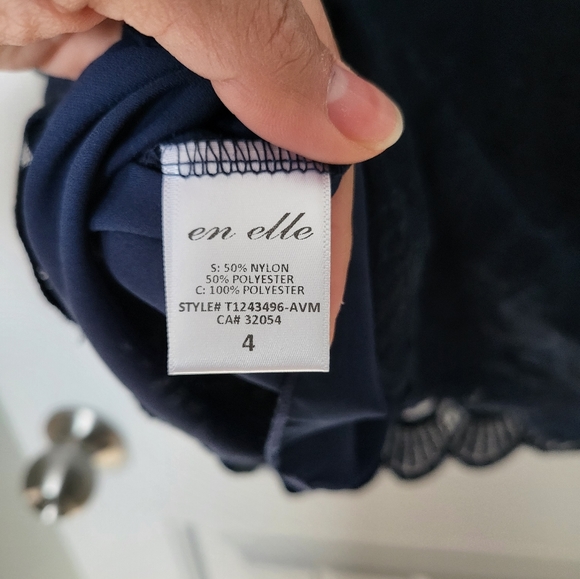 en elle
S: 50% NYLON
50% POLYESTER
C: 100% POLYESTER
STYLE# T1243496-AVM
CA# 32054
4